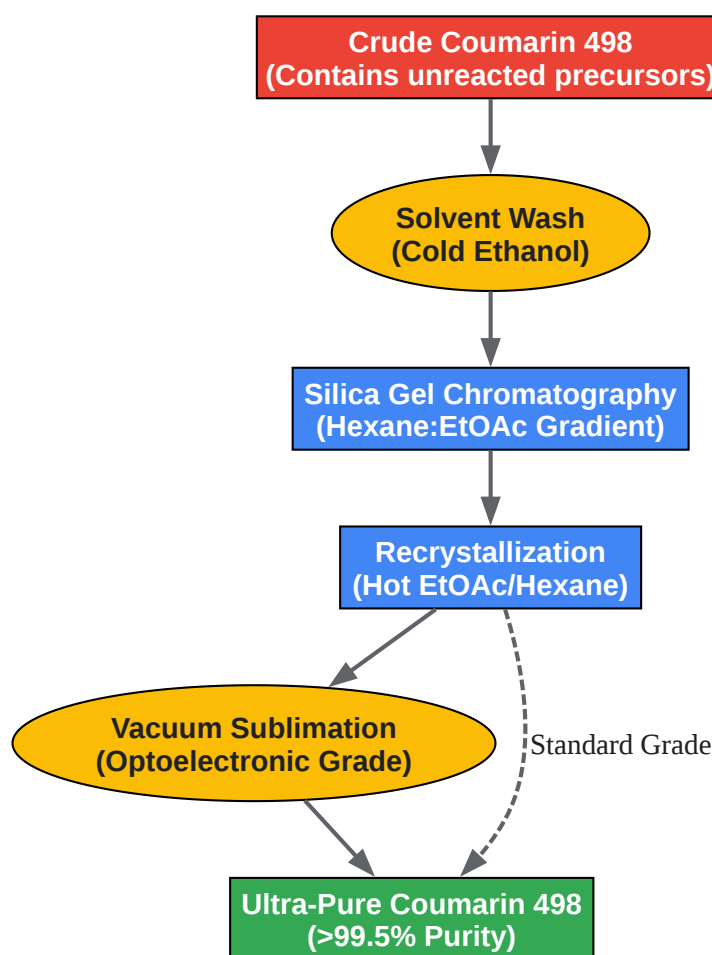 Crude Coumarin 498
(Contains unreacted precursors)
Solvent Wash
(Cold Ethanol)
Silica Gel Chromatography
(Hexane:EtOAc Gradient)
Recrystallization
(Hot EtOAc/Hexane)
Vacuum Sublimation
(Optoelectronic Grade)
Standard Grade
Ultra-Pure Coumarin 498
(>99.5% Purity)